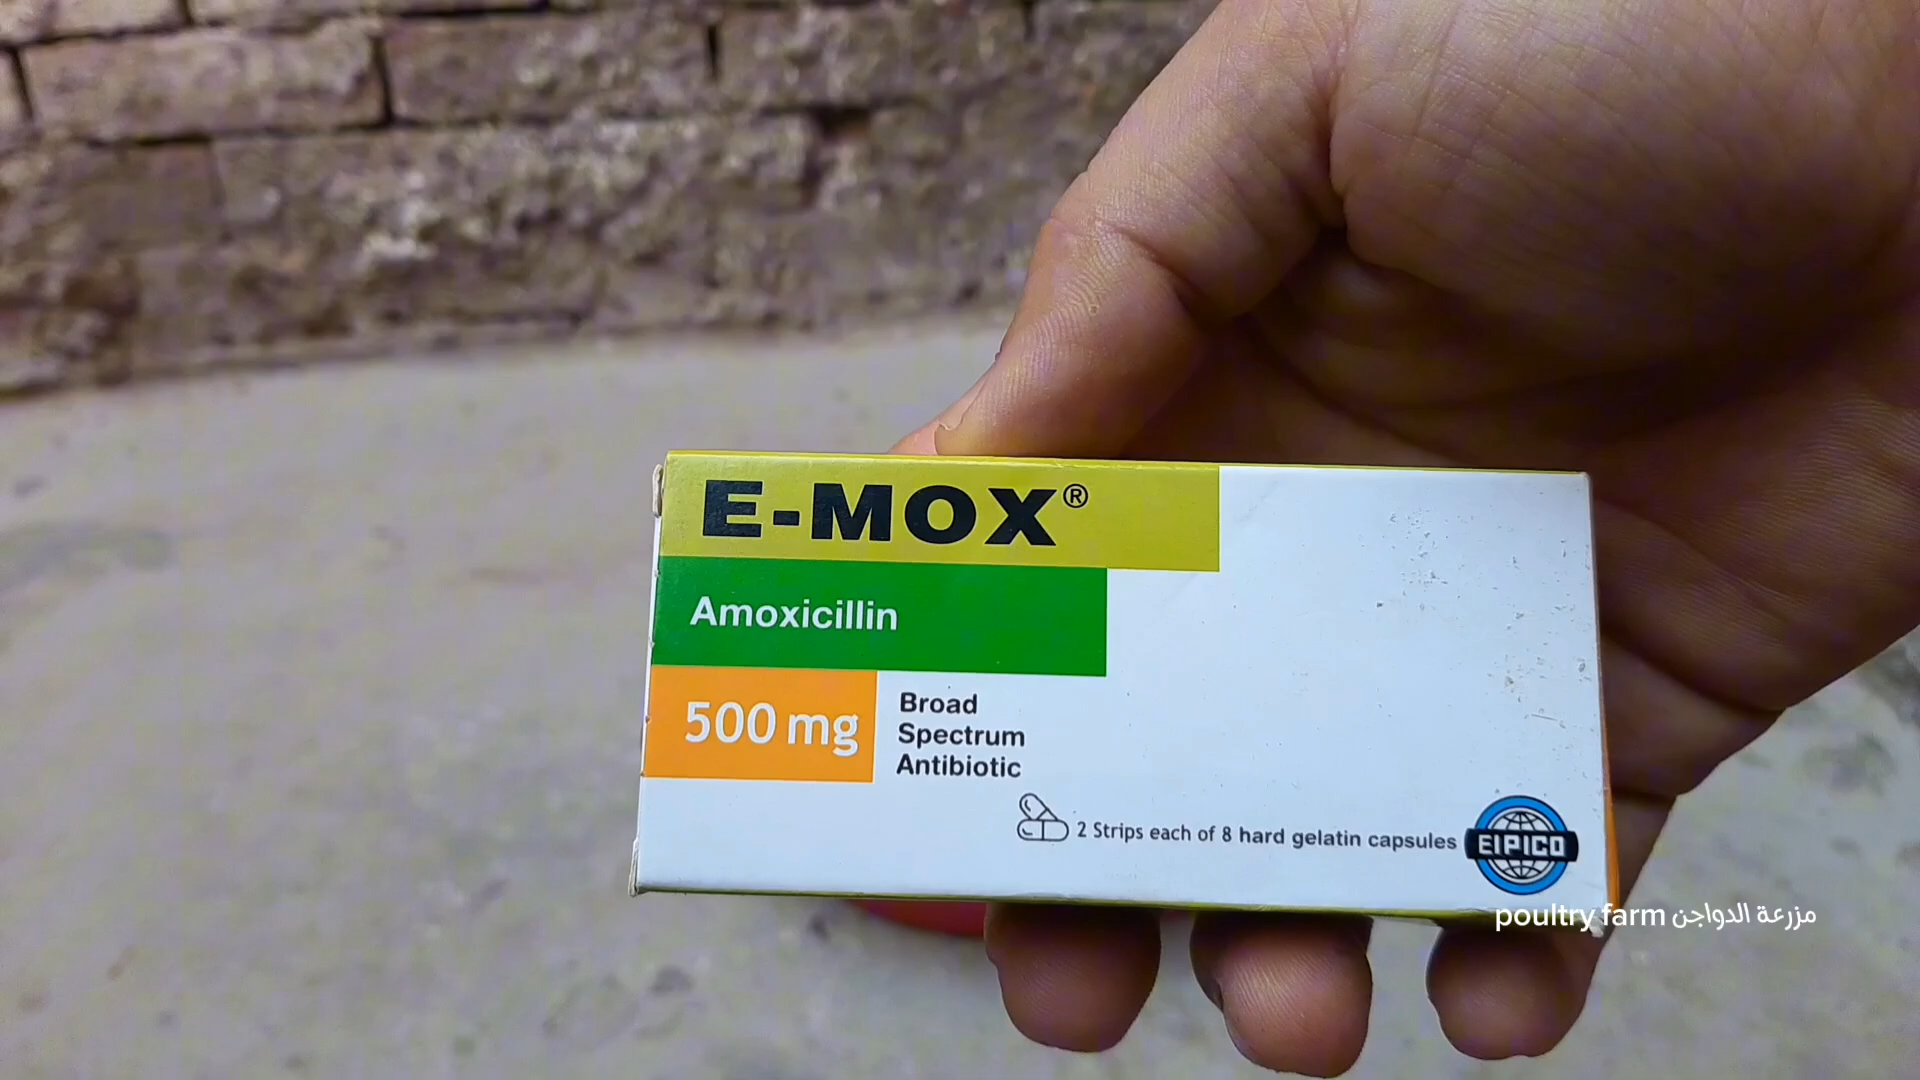 E-MOX®
Amoxicillin
500 mg
Broad
Spectrum
Antibiotic
2 Strips each of 8 hard gelatin capsules
EIPICO
poultry farm مزرعة الدواجن